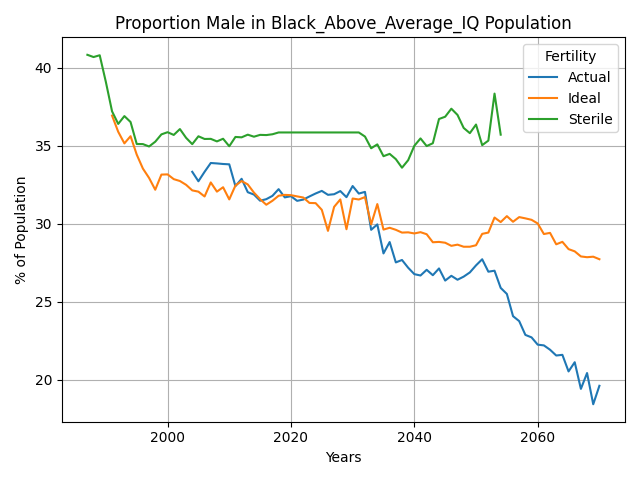 Proportion Male in Black_Above_Average_IQ Population
Fertility
Actual
Ideal
Sterile
% of Population
40
35
30
25
20
2000
2020
2040
2060
Years